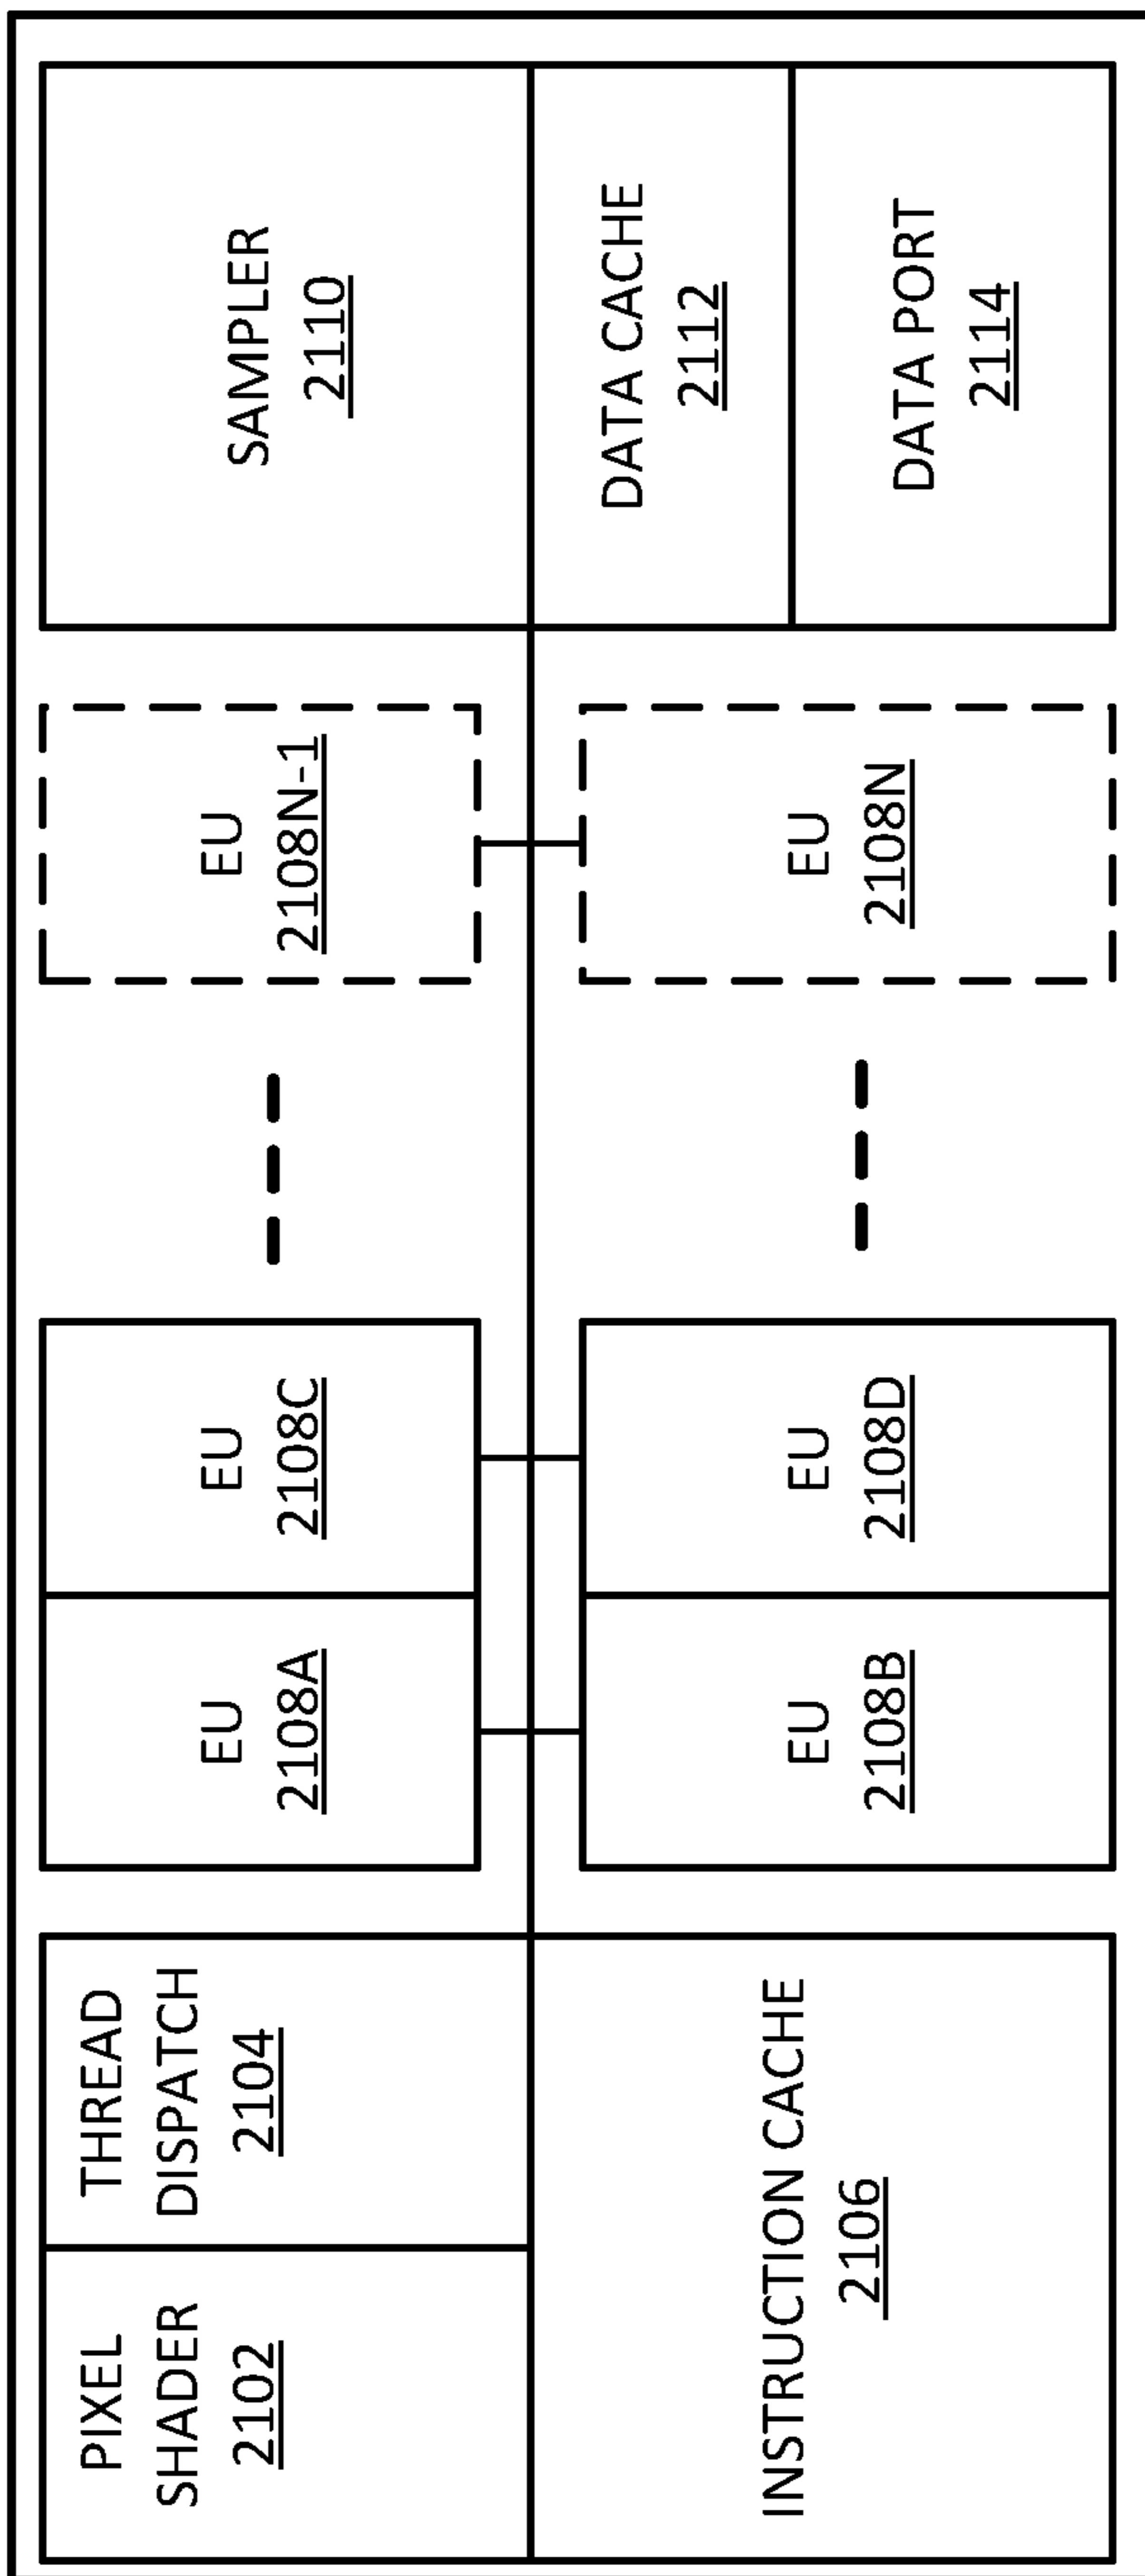 PIXEL
SHADER
2102
THREAD
DISPATCH
2104
INSTRUCTION CACHE
2106
EU
2108A
EU
2108C
EU
2108B
EU
2108D
EU
2108N-1
EU
2108N
SAMPLER
2110
DATA CACHE
2112
DATA PORT
2114